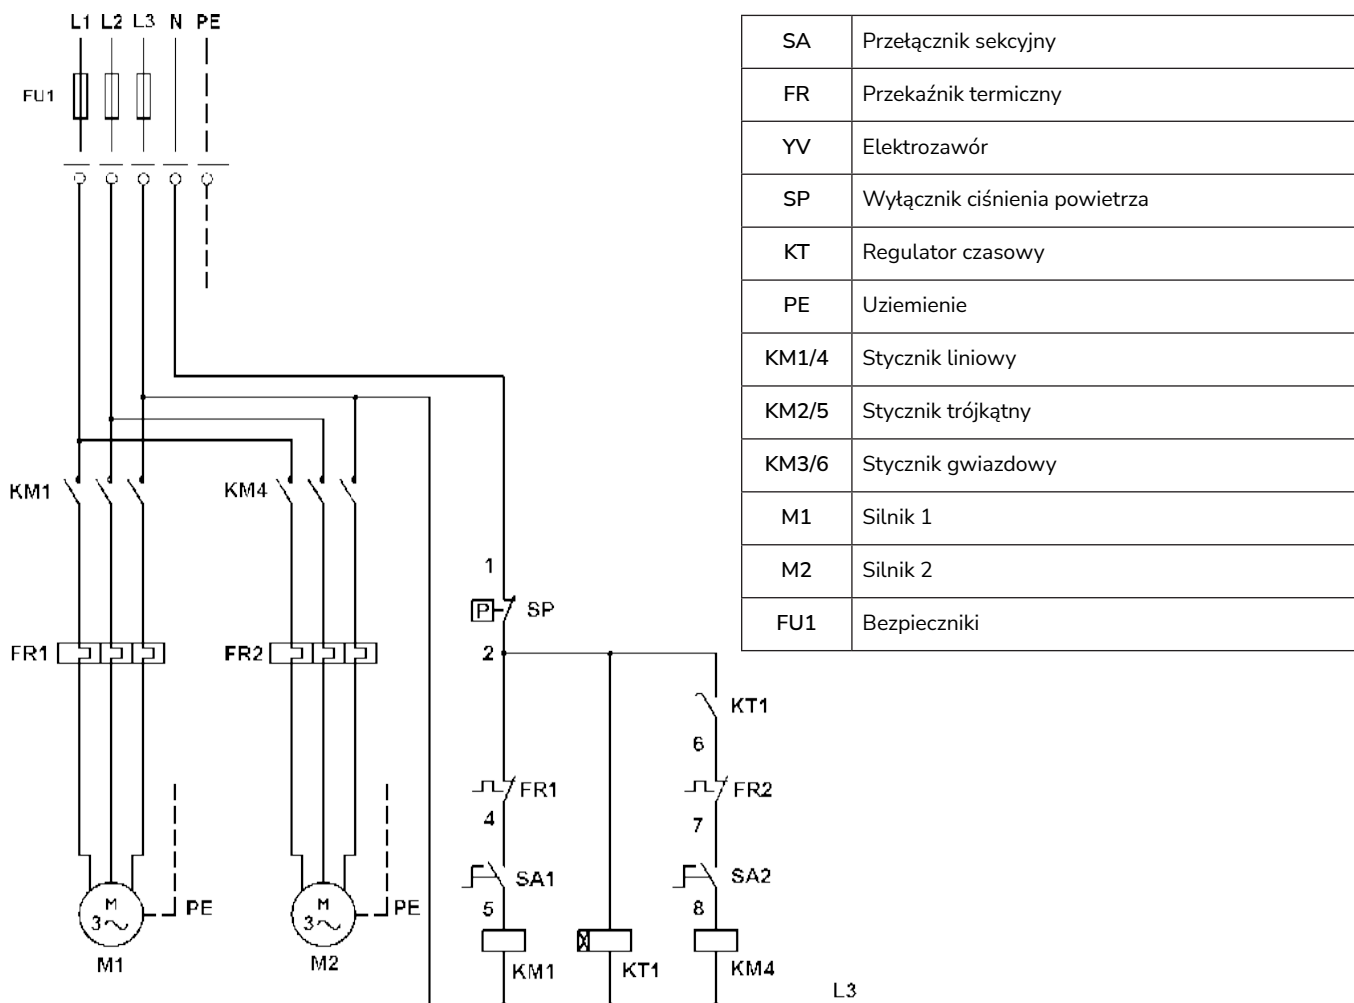 L1 L2 L3 N PE
FU1
KM1
KM4
1
P
SP
FR1
FR2
2
KT1
6
FR1
FR2
4
7
SA1
SA2
5
8
M
3
PE
M
3
PE
M1
M2
KM1
KT1
KM4
L3
SA Przełącznik sekcyjny
FR Przekaźnik termiczny
YV Elektrozawór
SP Wyłącznik ciśnienia powietrza
KT Regulator czasowy
PE Uziemienie
KM1/4 Stycznik liniowy
KM2/5 Stycznik trójkątny
KM3/6 Stycznik gwiazdowy
M1 Silnik 1
M2 Silnik 2
FU1 Bezpieczniki